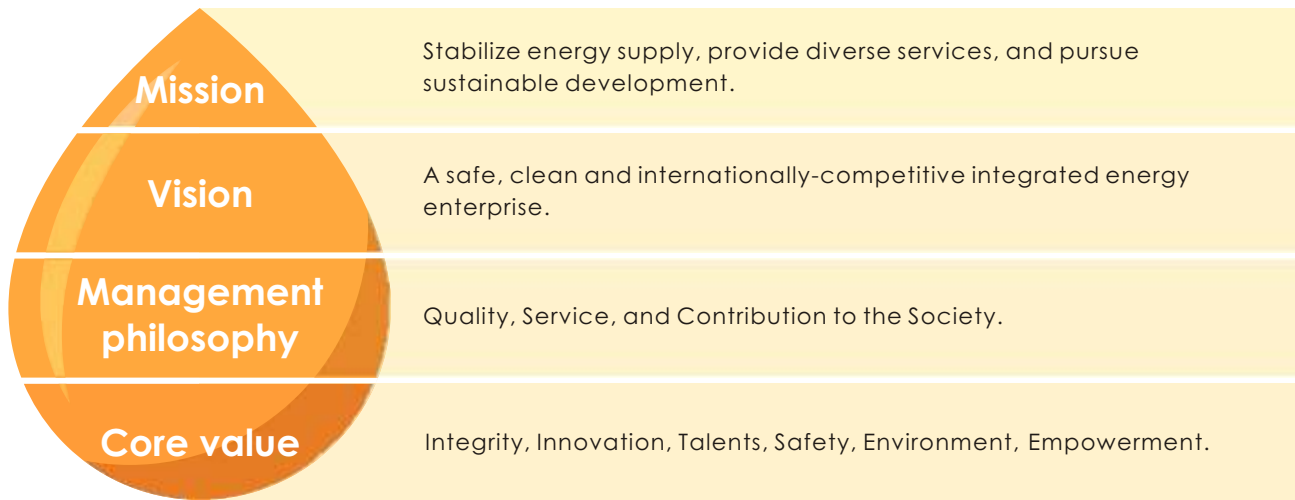 Mission
Stabilize energy supply, provide diverse services, and pursue
sustainable development.
Vision
A safe, clean and internationally-competitive integrated energy
enterprise.
Management
philosophy
Quality, Service, and Contribution to the Society.
Core value
Integrity, Innovation, Talents, Safety, Environment, Empowerment.